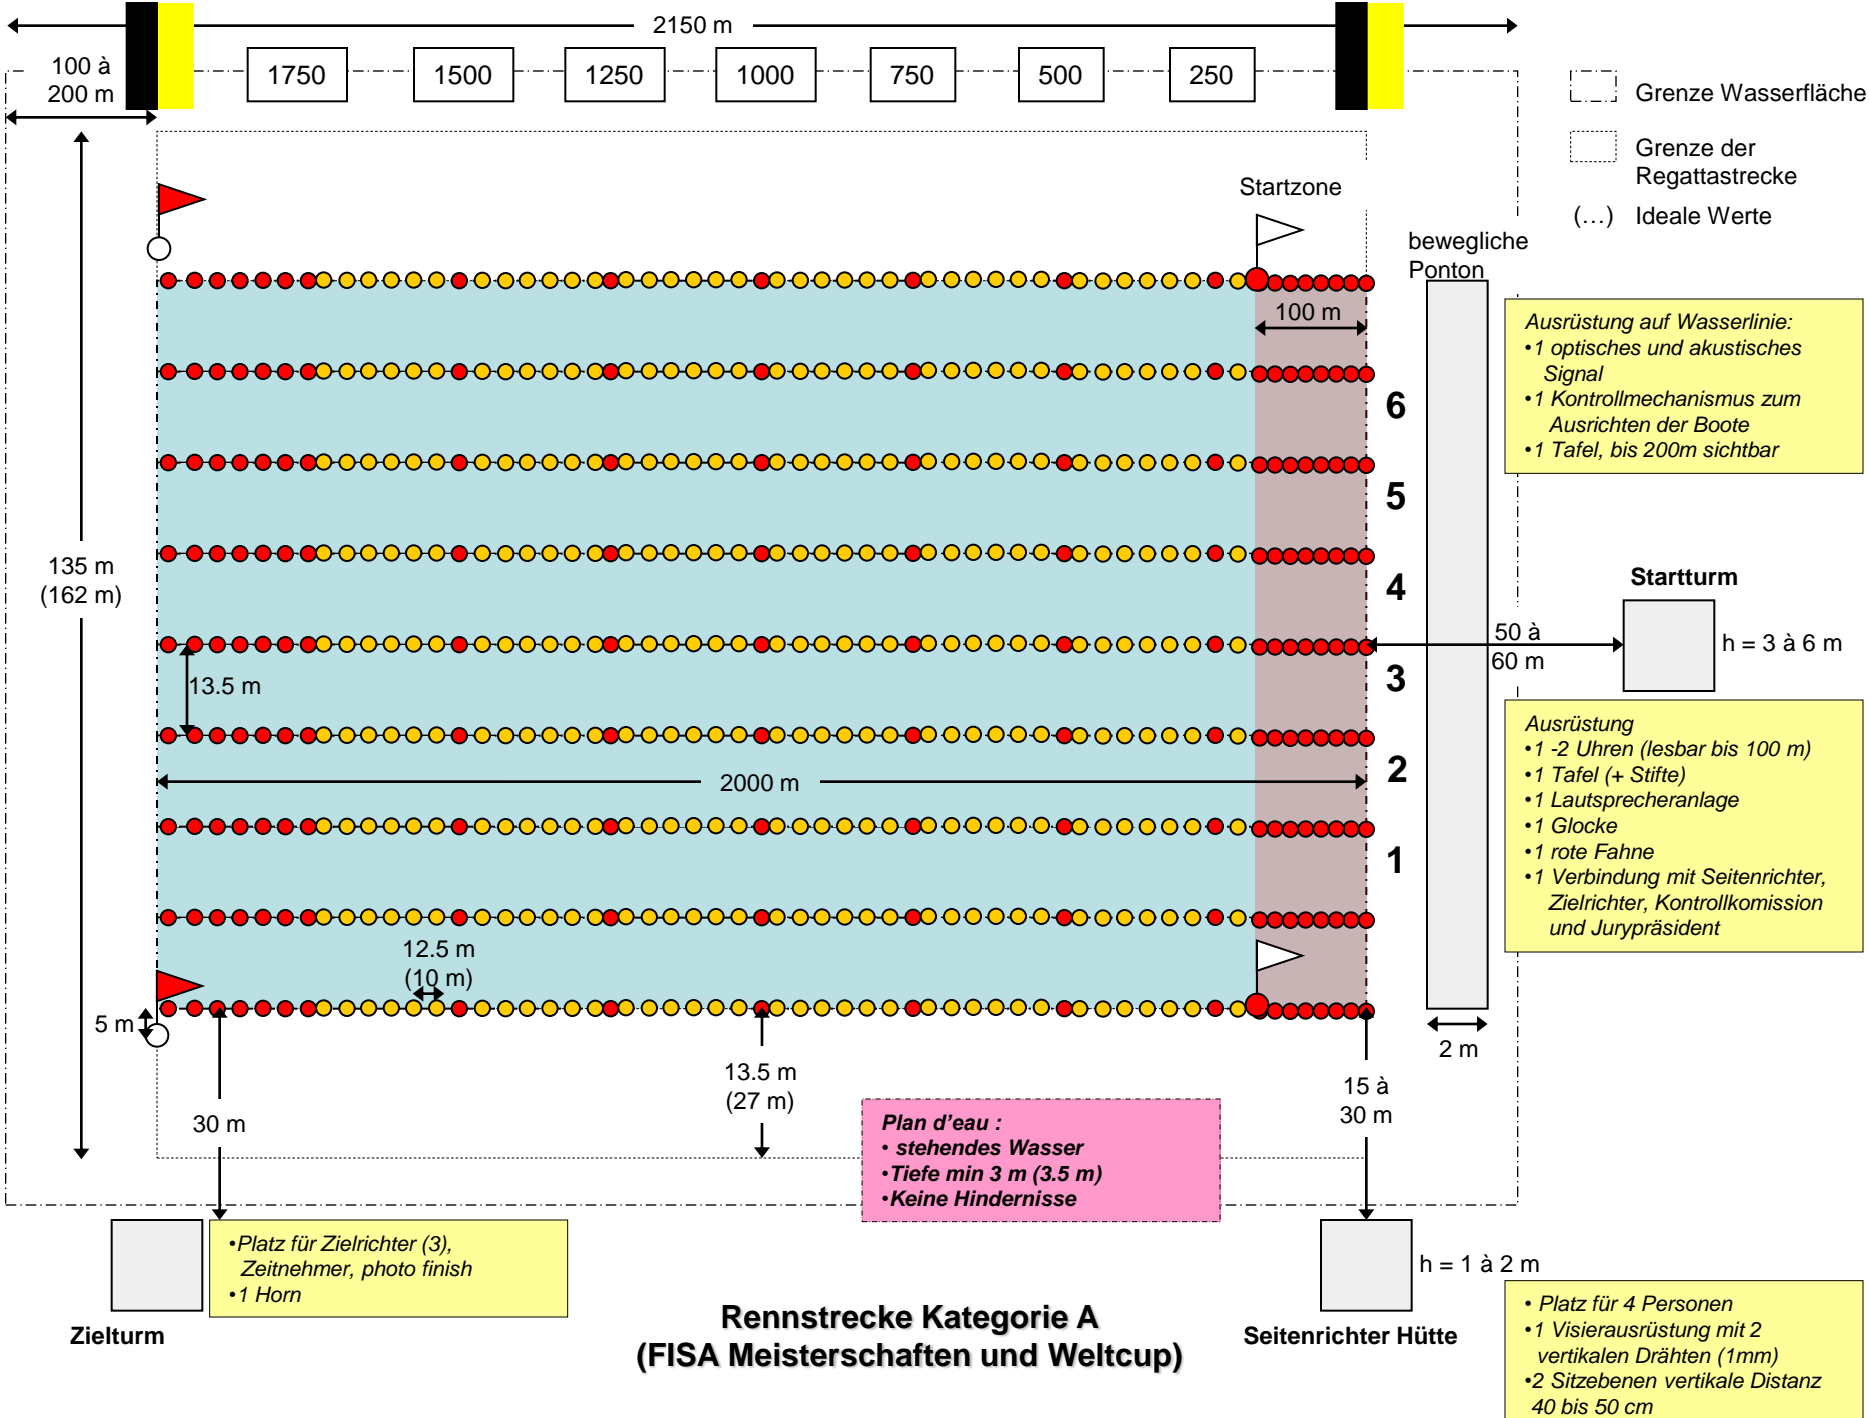 2150 m
100 à
200 m
1750
1500
1250
1000
750
500
250
Grenze Wasserfläche
Grenze der
Regattastrecke
(…) Ideale Werte
Startzone
bewegliche
Ponton
100 m
Ausrüstung auf Wasserlinie:
•1 optisches und akustisches
Signal
•1 Kontrollmechanismus zum
Ausrichten der Boote
•1 Tafel, bis 200m sichtbar
6
5
4
3
2
1
135 m
(162 m)
Startturm
50 à
60 m
h = 3 à 6 m
13.5 m
2000 m
Ausrüstung
•1 -2 Uhren (lesbar bis 100 m)
•1 Tafel (+ Stifte)
•1 Lautsprecheranlage
•1 Glocke
•1 rote Fahne
•1 Verbindung mit Seitenrichter,
Zielrichter, Kontrollkomission
und Jurypräsident
12.5 m
(10 m)
5 m
2 m
13.5 m
(27 m)
15 à
30 m
30 m
Plan d'eau :
• stehendes Wasser
•Tiefe min 3 m (3.5 m)
•Keine Hindernisse
•Platz für Zielrichter (3),
Zeitnehmer, photo finish
•1 Horn
Zielturm
h = 1 à 2 m
Seitenrichter Hütte
Rennstrecke Kategorie A
(FISA Meisterschaften und Weltcup)
• Platz für 4 Personen
•1 Visierausrüstung mit 2
vertikalen Drähten (1mm)
•2 Sitzebenen vertikale Distanz
40 bis 50 cm